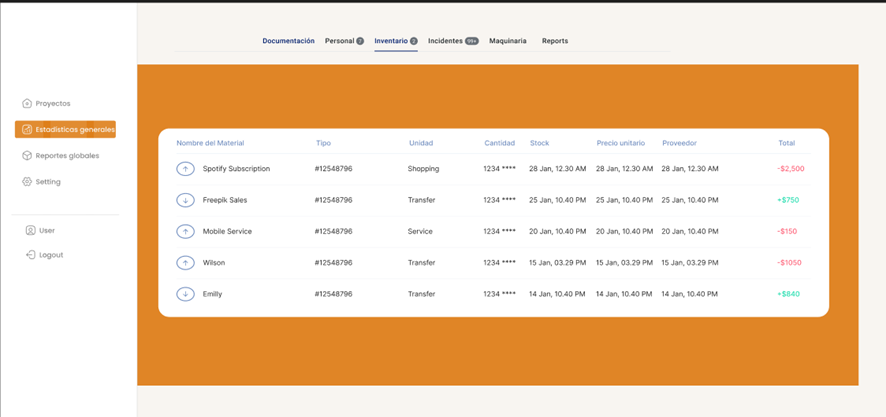 Documentación Personal 7 Inventario 2 Incidentes 99+ Maquinaria Reports
Proyectos
Estadísticas generales
Reportes globales
Setting
User
Logout
Nombre del Material Tipo Unidad Cantidad Stock Precio unitario Proveedor Total
Spotify Subscription #12548796 Shopping 1234 **** 28 Jan, 12.30 AM 28 Jan, 12.30 AM 28 Jan, 12.30 AM -$2,500
Freepik Sales #12548796 Transfer 1234 **** 25 Jan, 10.40 PM 25 Jan, 10.40 PM 25 Jan, 10.40 PM +$750
Mobile Service #12548796 Service 1234 **** 20 Jan, 10.40 PM 20 Jan, 10.40 PM 20 Jan, 10.40 PM -$150
Wilson #12548796 Transfer 1234 **** 15 Jan, 03.29 PM 15 Jan, 03.29 PM 15 Jan, 03.29 PM -$1050
Emilly #12548796 Transfer 1234 **** 14 Jan, 10.40 PM 14 Jan, 10.40 PM 14 Jan, 10.40 PM +$840